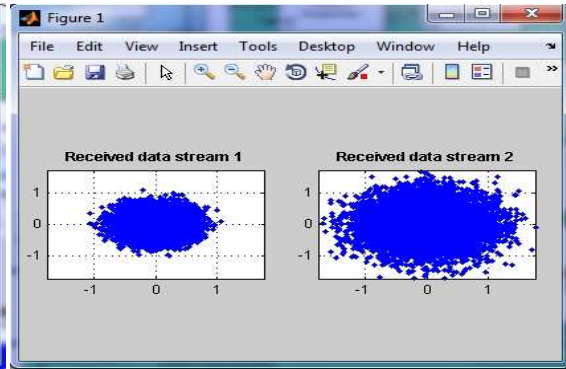 Figure 1
File Edit View Insert Tools Desktop Window Help
Received data stream 1
1
0
-1
-1 0 1
Received data stream 2
1
0
-1
-1 0 1